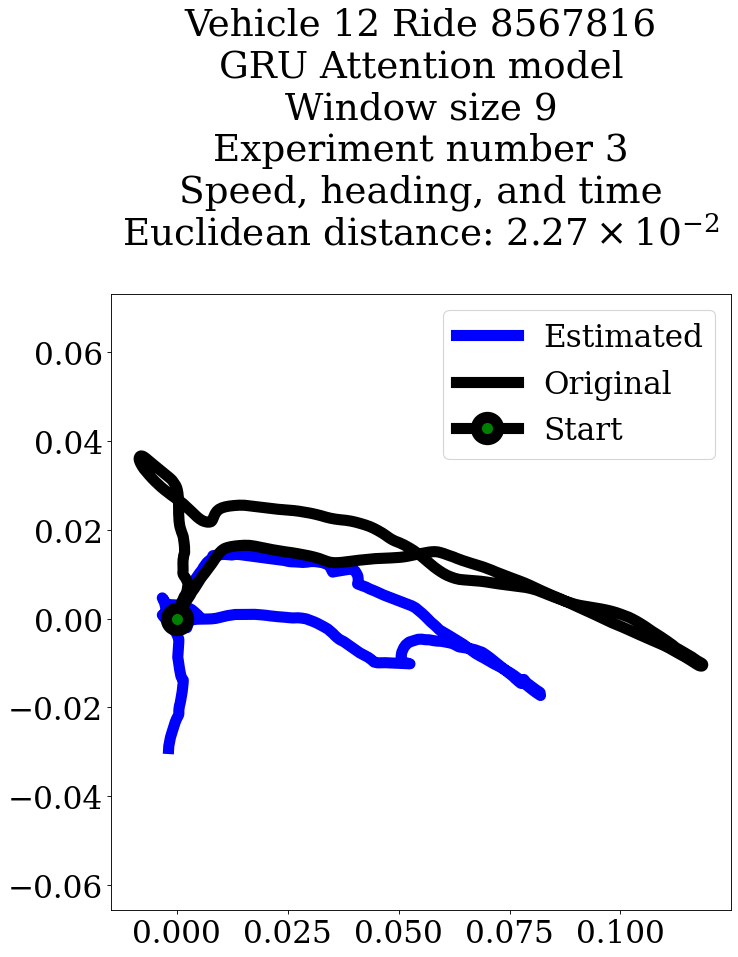 Vehicle 12 Ride 8567816
GRU Attention model
Window size 9
Experiment number 3
Speed, heading, and time
Euclidean distance: 2.27 × 10⁻²
Estimated
Original
Start
0.06
0.04
0.02
0.00
−0.02
−0.04
−0.06
0.000 0.025 0.050 0.075 0.100